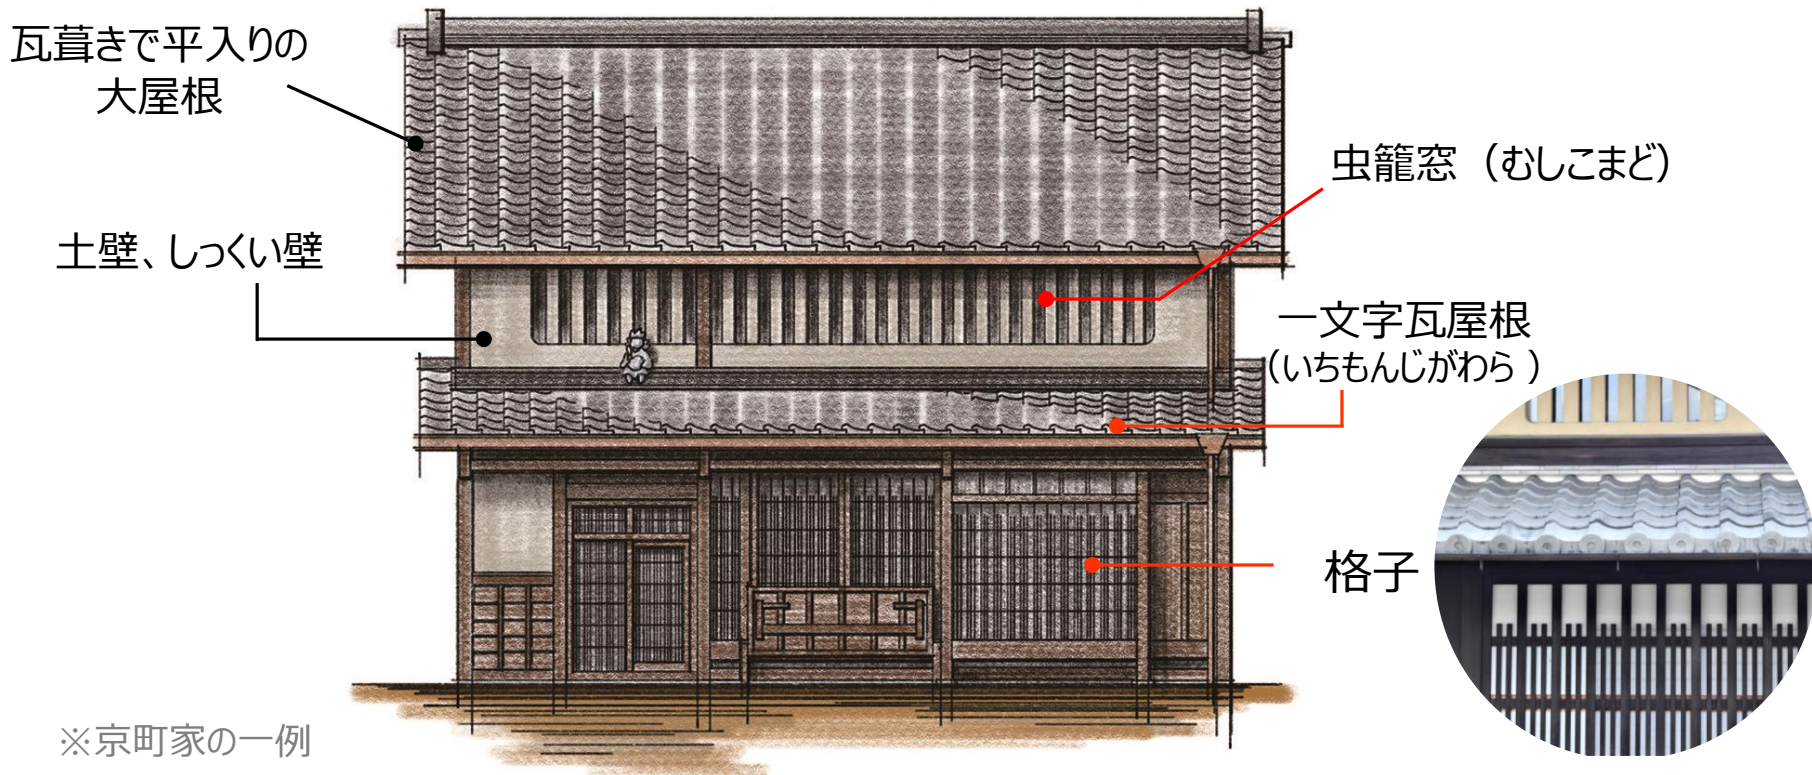 瓦葺きで平入りの
大屋根
土壁、しっくい壁
虫籠窓（むしこまど）
一文字瓦屋根
（いちもんじがわら ）
格子
※京町家の一例